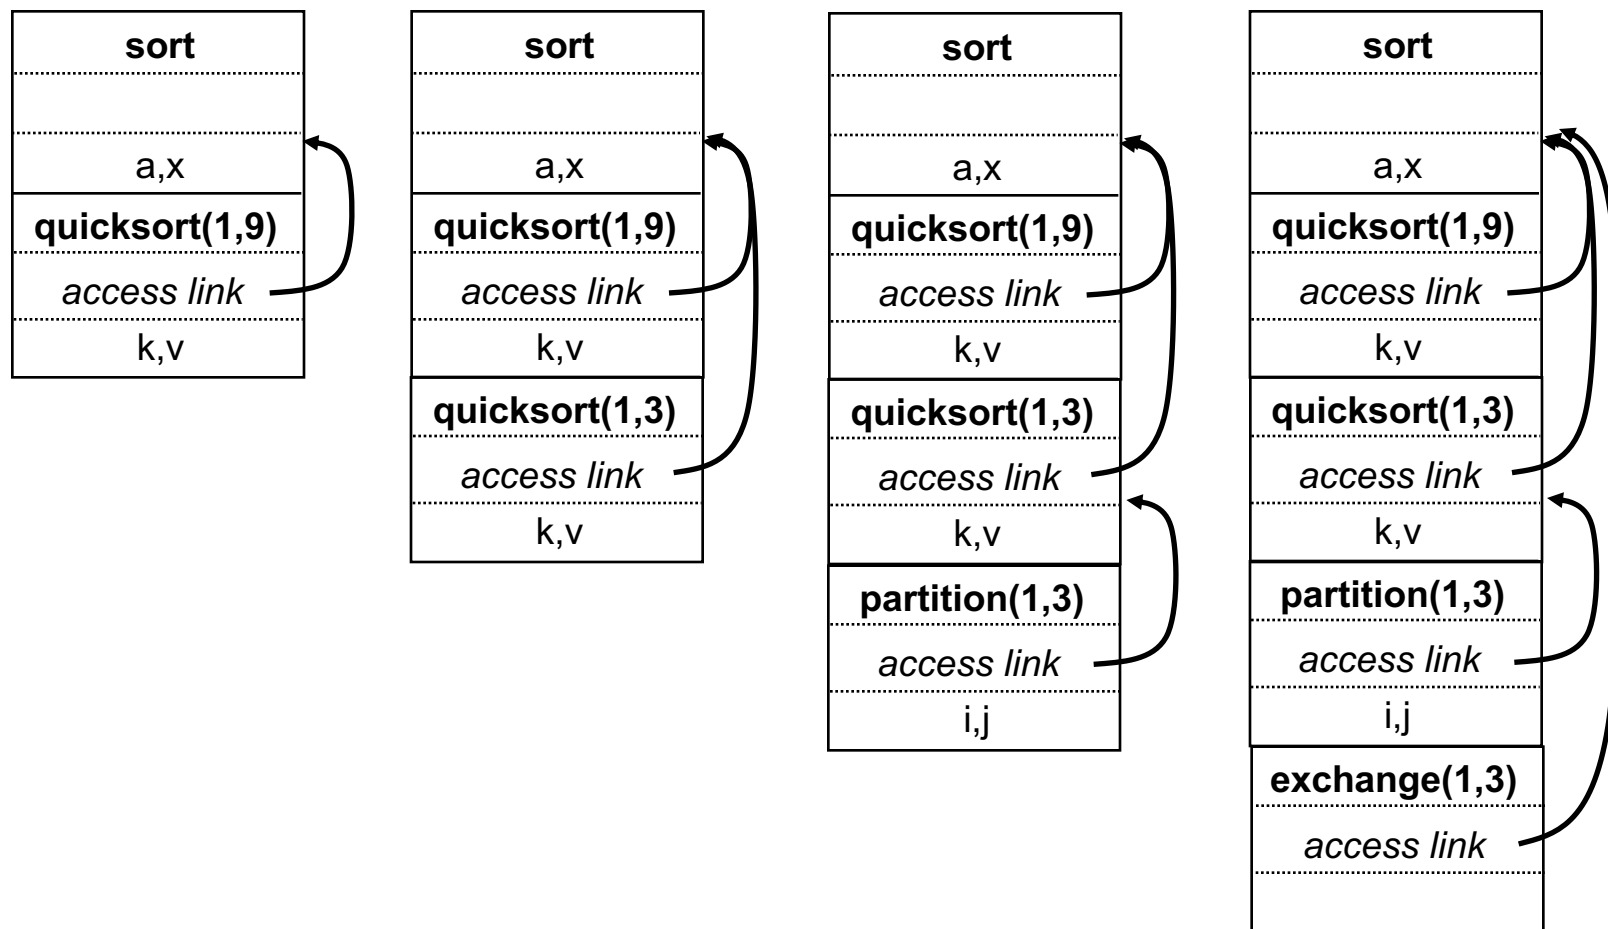 sort
a,x
quicksort(1,9)
access link
k,v
sort
a,x
quicksort(1,9)
access link
k,v
quicksort(1,3)
access link
k,v
sort
a,x
quicksort(1,9)
access link
k,v
quicksort(1,3)
access link
k,v
partition(1,3)
access link
i,j
sort
a,x
quicksort(1,9)
access link
k,v
quicksort(1,3)
access link
k,v
partition(1,3)
access link
i,j
exchange(1,3)
access link